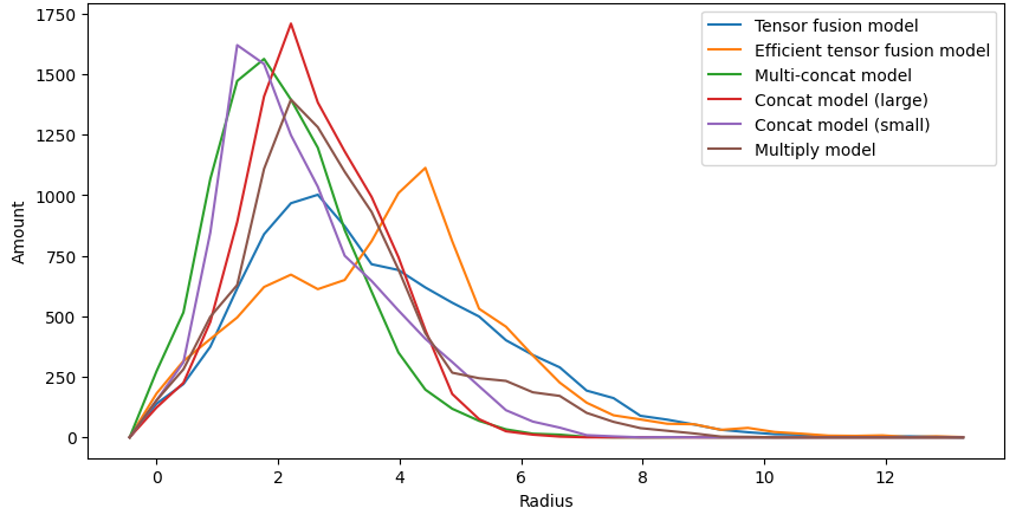 1750
1500
1250
1000
750
500
250
0
Amount
0
2
4
6
8
10
12
Radius
Tensor fusion model
Efficient tensor fusion model
Multi-concat model
Concat model (large)
Concat model (small)
Multiply model